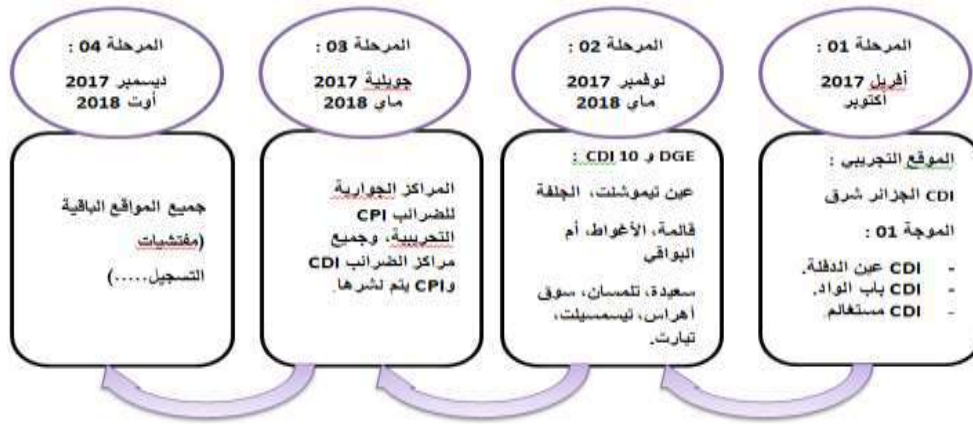 المرحلة 01 :
أفريل 2017
اكتوبر
الموقع التجريبي :
CDI الجزائر شرق
الموجة 01 :
- CDI عين الدفلة.
- CDI باب الواد.
- CDI مستغالم
المرحلة 02 :
نوفمبر 2017
ماي 2018
DGE و 10 CDI :
عين تيموشنت، الجلفة
قالمة، الأغواط، أم
البواقي
سعيدة، تلمسان، سوق
أهراس، تيسمسيلت،
تيارت.
المرحلة 03 :
جويلية 2017
ماي 2018
المراكز الجوارية
للضرائب CPI
التجريبية، وجميع
مراكز الضرائب CDI
وCPI يتم نشرها.
المرحلة 04 :
ديسمبر 2017
أوت 2018
جميع المواقع الباقية
(مفتشيات
التسجيل.....)